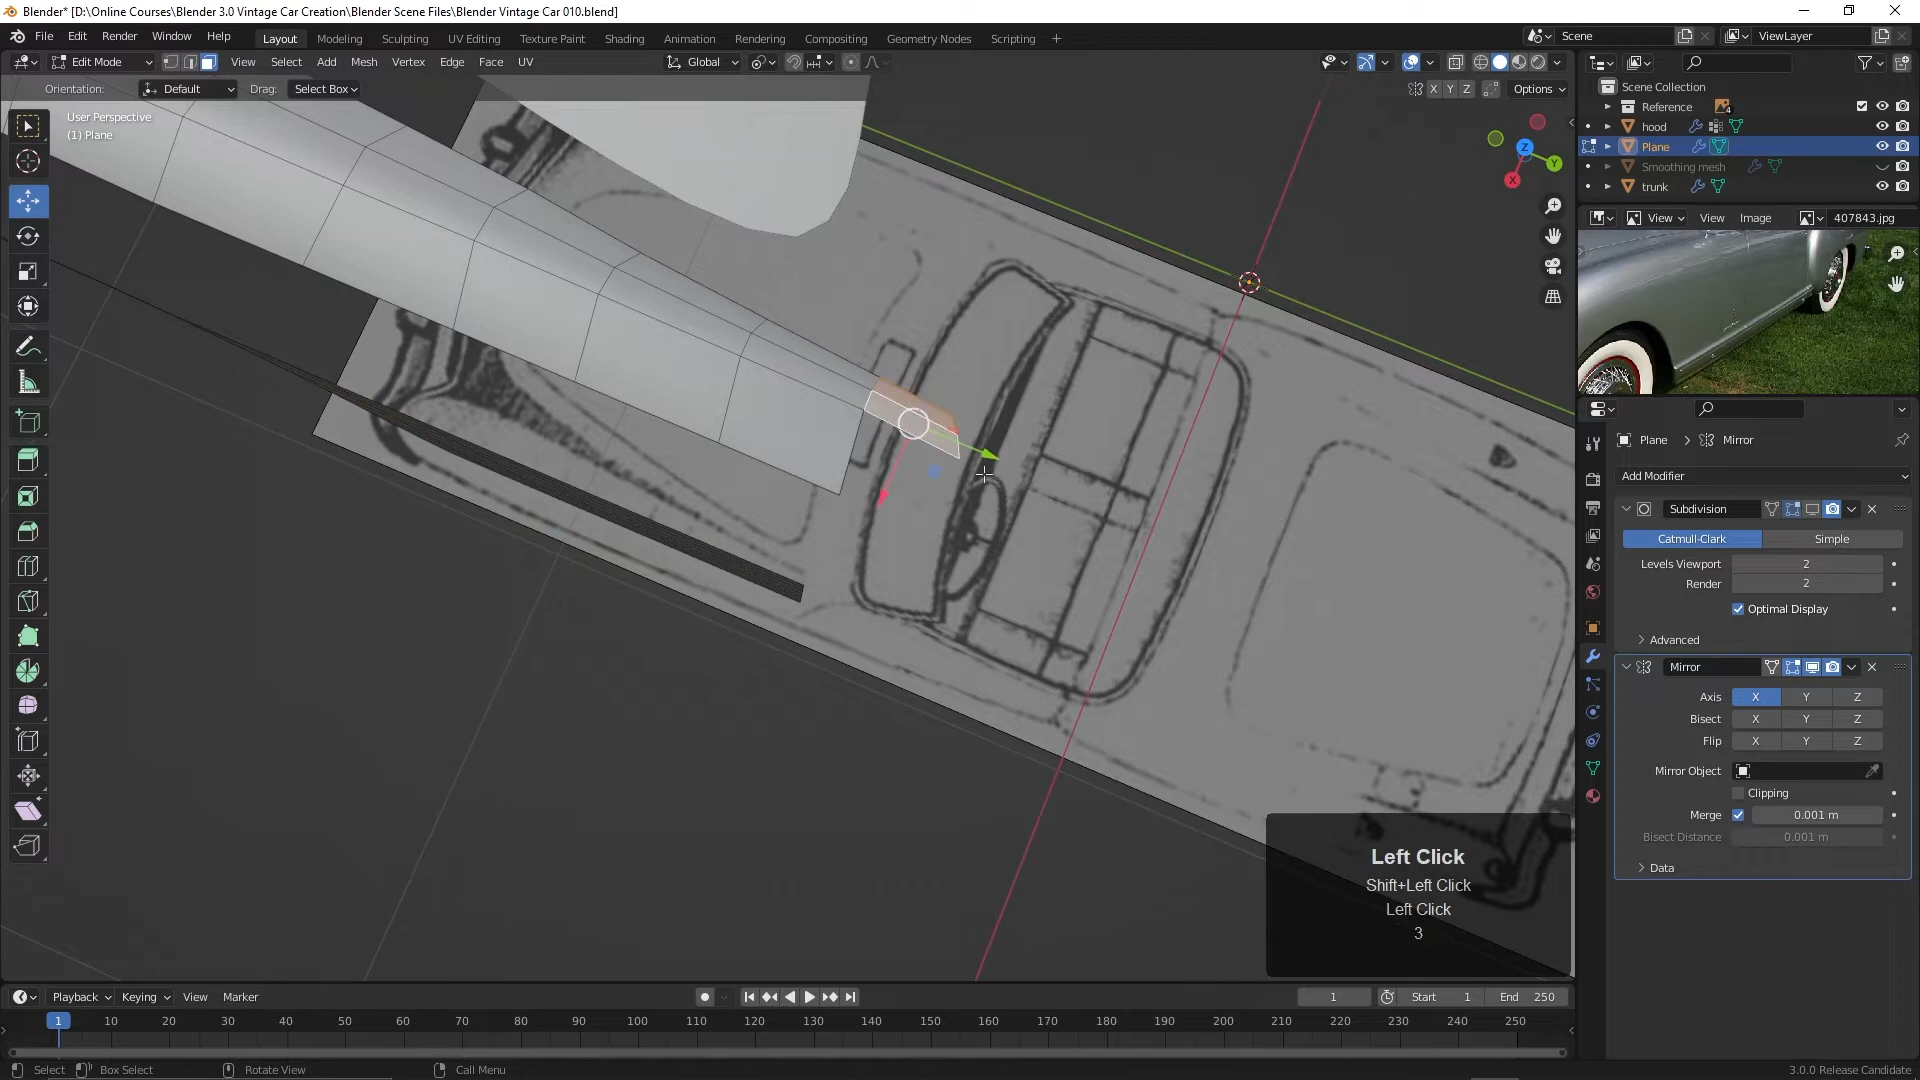 Blender* [D:\Online Courses\Blender 3.0 Vintage Car Creation\Blender Scene Files\Blender Vintage Car 010.blend]
File Edit Render Window Help Layout Modeling Sculpting UV Editing Texture Paint Shading Animation Rendering Compositing Geometry Nodes Scripting + Scene ViewLayer
Edit Mode View Select Add Mesh Vertex Edge Face UV Global
Orientation: Default Drag: Select Box X Y Z Options
User Perspective
(1) Plane
Z
Y
X
Scene Collection
Reference 4
hood
Plane
Smoothing mesh
trunk
View View Image 407843.jpg
Plane > Mirror
Add Modifier
Subdivision
Catmull-Clark Simple
Levels Viewport 2
Render 2
Optimal Display
Advanced
Mirror
Axis X Y Z
Bisect X Y Z
Flip X Y Z
Mirror Object
Clipping
Merge 0.001 m
Bisect Distance 0.001 m
Data
Left Click
Shift+Left Click
Left Click
3
Playback Keying View Marker 1 Start 1 End 250
1 10 20 30 40 50 60 70 80 90 100 110 120 130 140 150 160 170 180 190 200 210 220 230 240 250
Select Box Select Rotate View Call Menu 3.0.0 Release Candidate